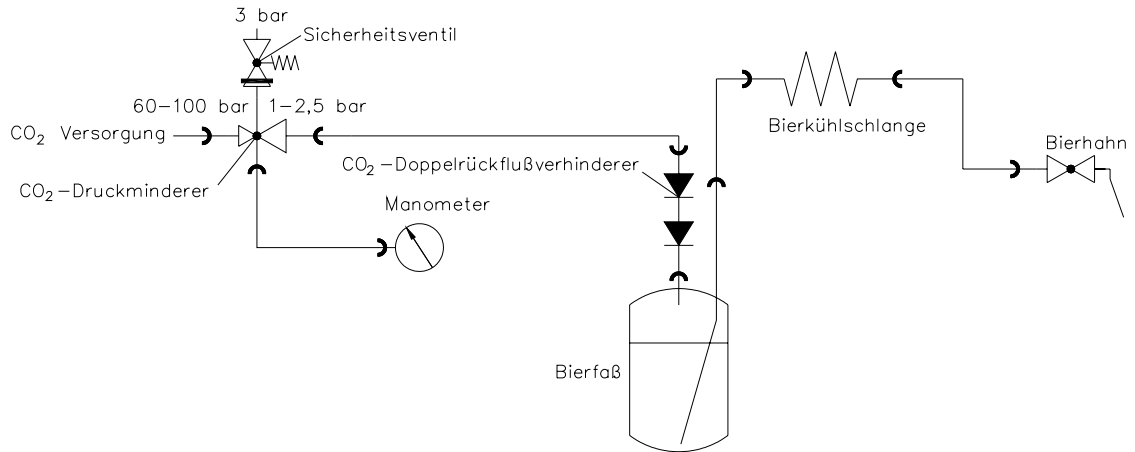 3 bar
Sicherheitsventil
60-100 bar
1-2,5 bar
CO₂ Versorgung
CO₂-Druckminderer
Manometer
CO₂-Doppelrückflußverhinderer
Bierfaß
Bierkühlschlange
Bierhahn